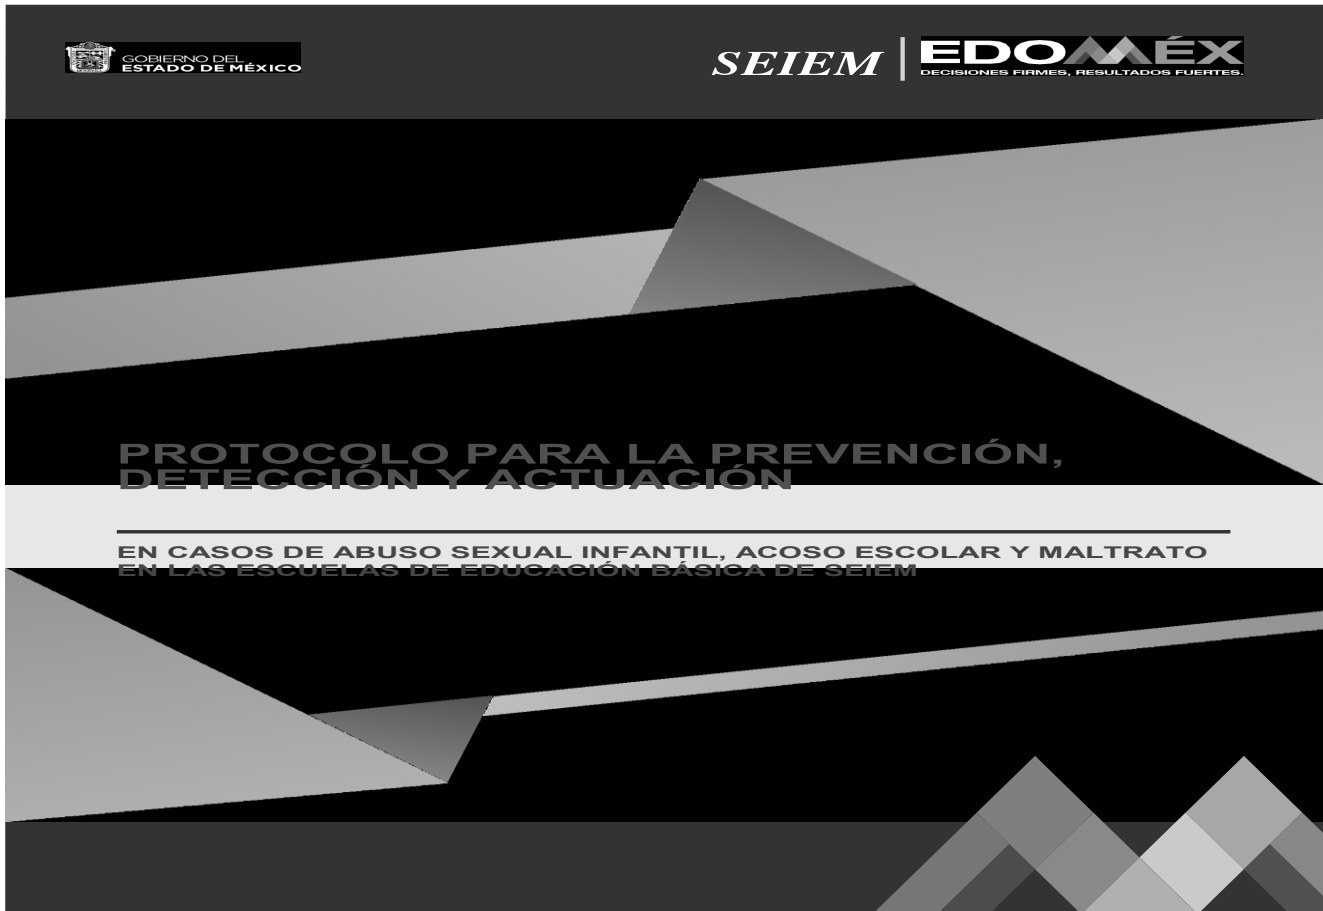 GOBIERNO DEL
ESTADO DE MÉXICO
SEIEM
EDOMÉX
DECISIONES FIRMES, RESULTADOS FUERTES.
PROTOCOLO PARA LA PREVENCIÓN,
DETECCIÓN Y ACTUACIÓN
EN CASOS DE ABUSO SEXUAL INFANTIL, ACOSO ESCOLAR Y MALTRATO
EN LAS ESCUELAS DE EDUCACIÓN BÁSICA DE SEIEM